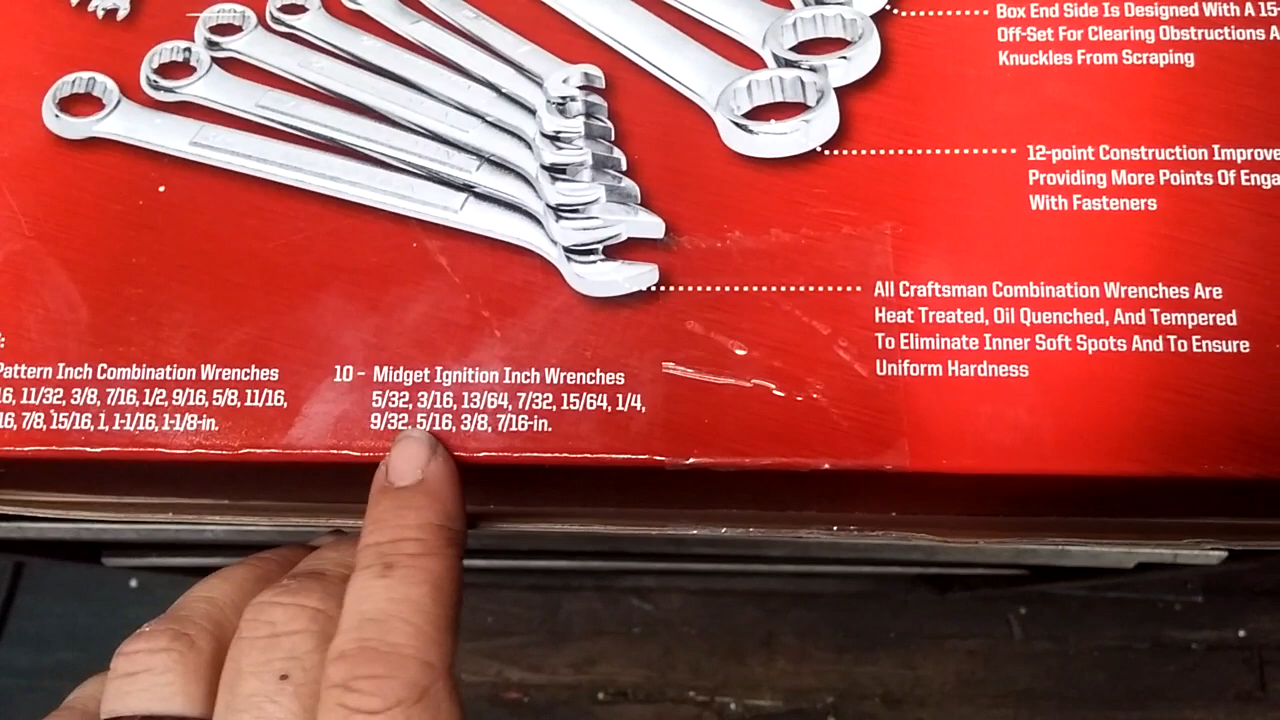 Box End Side Is Designed With A 15-
Off-Set For Clearing Obstructions
Knuckles From Scraping
12-point Construction
Providing More Points Of
With Fasteners
All Craftsman Combination Wrenches Are
Heat Treated, Oil Quenched, And Tempered
To Eliminate Inner Soft Spots And To Ensure
Uniform Hardness
Pattern Inch Combination Wrenches
11/32, 3/8, 7/16, 1/2, 9/16, 5/8, 11/16,
7/8, 15/16, 1, 1-1/16, 1-1/8-in.
10 - Midget Ignition Inch Wrenches
5/32, 3/16, 13/64, 7/32, 15/64, 1/4,
9/32, 5/16, 3/8, 7/16-in.